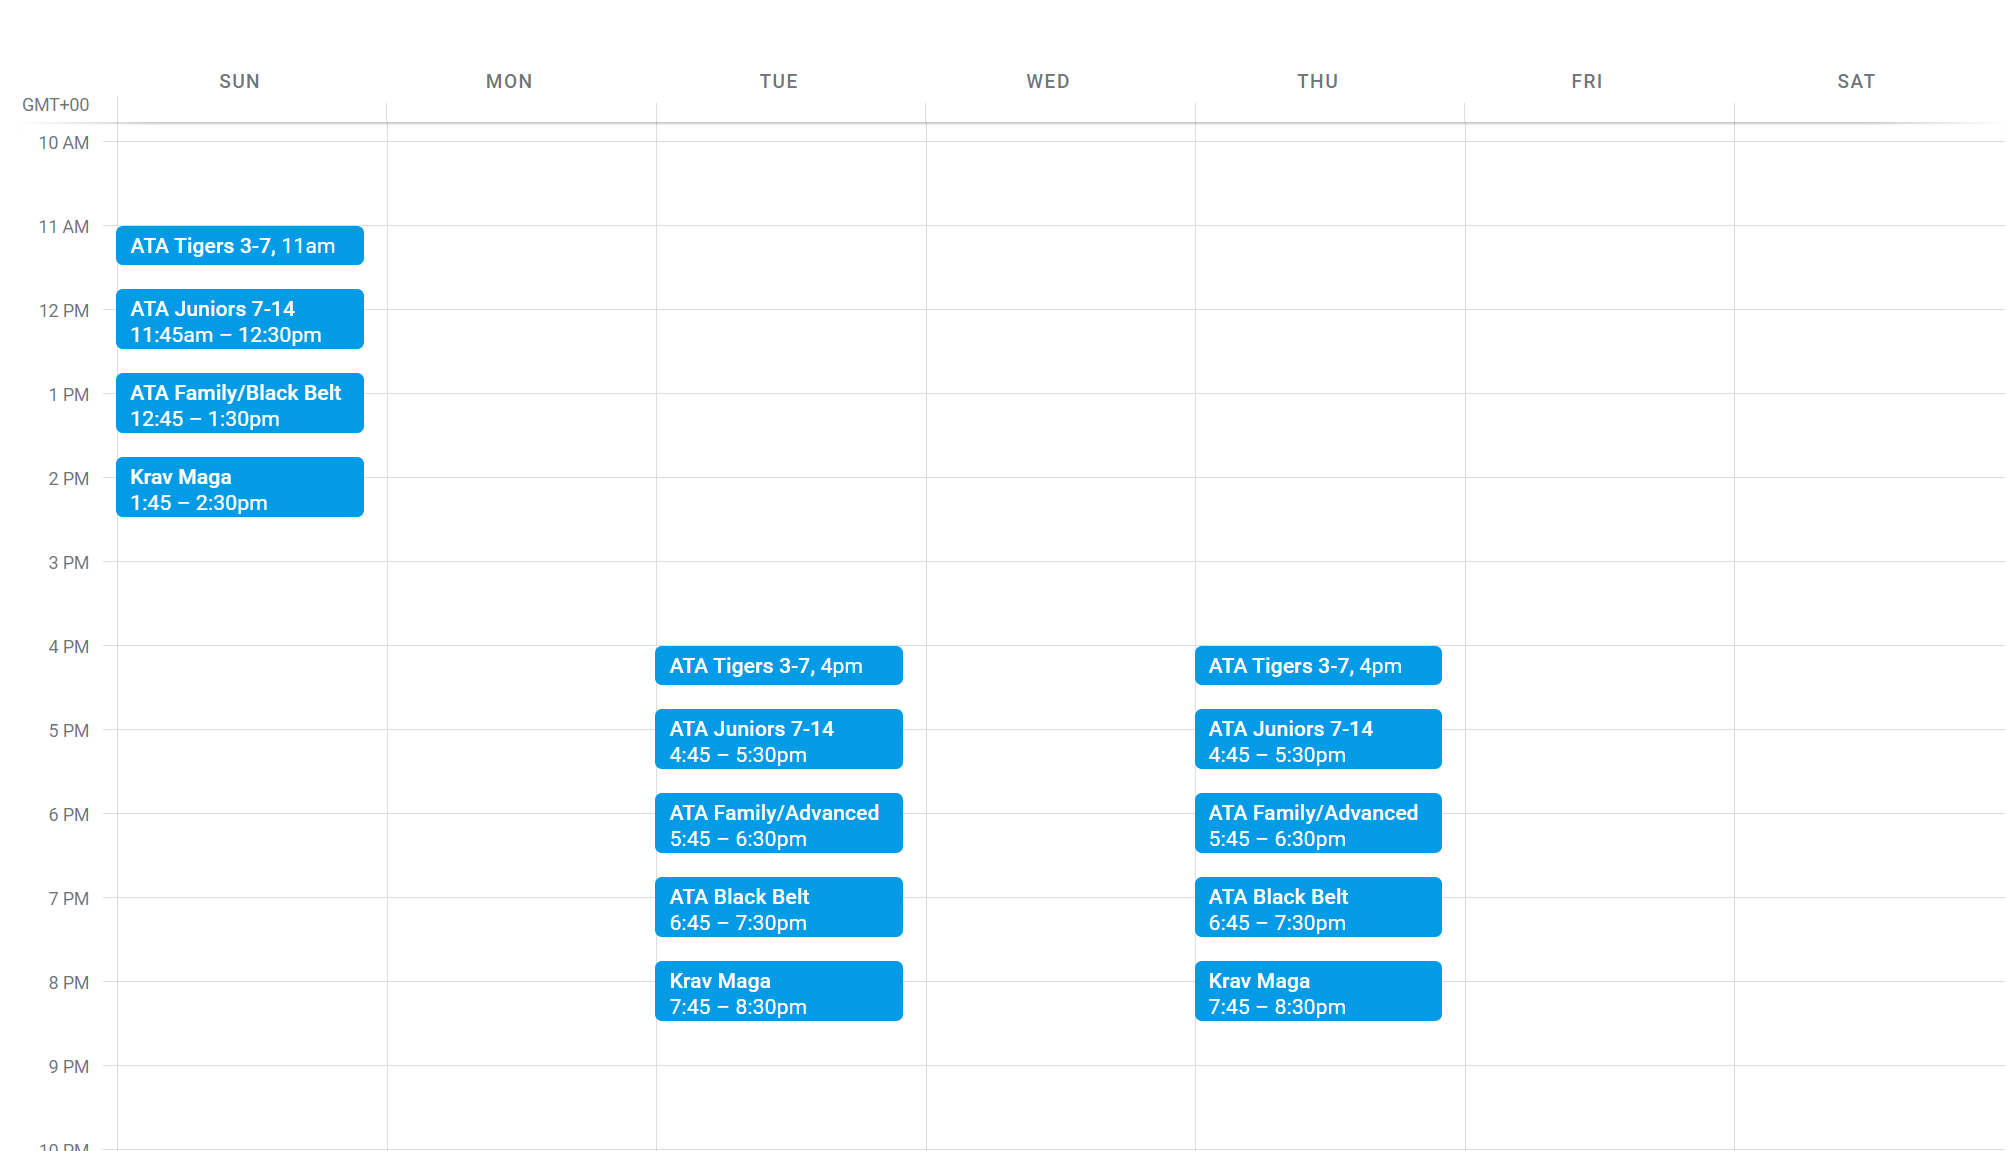 SUN MON TUE WED THU FRI SAT
GMT+00
10 AM
11 AM
ATA Tigers 3-7, 11am
12 PM
ATA Juniors 7-14
11:45am – 12:30pm
1 PM
ATA Family/Black Belt
12:45 – 1:30pm
2 PM
Krav Maga
1:45 – 2:30pm
3 PM
4 PM
ATA Tigers 3-7, 4pm
ATA Tigers 3-7, 4pm
5 PM
ATA Juniors 7-14
4:45 – 5:30pm
ATA Juniors 7-14
4:45 – 5:30pm
6 PM
ATA Family/Advanced
5:45 – 6:30pm
ATA Family/Advanced
5:45 – 6:30pm
7 PM
ATA Black Belt
6:45 – 7:30pm
ATA Black Belt
6:45 – 7:30pm
8 PM
Krav Maga
7:45 – 8:30pm
Krav Maga
7:45 – 8:30pm
9 PM
10 PM